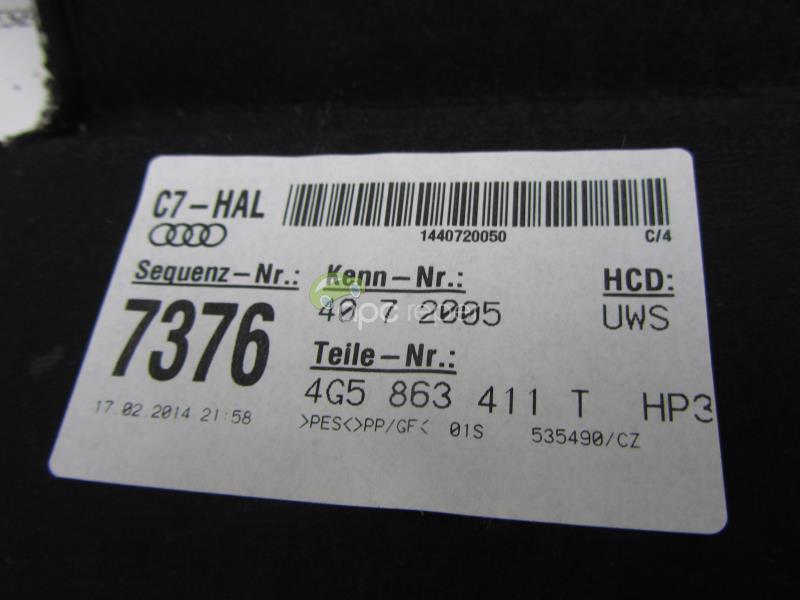 C7-HAL
1440720050 C/4
Sequenz-Nr.: Kenn-Nr.: HCD:
7376 40 7 2005 UWS
Teile-Nr.:
4G5 863 411 T HP3
17.02.2014 21:58 >PES<>PP/GF< 01S 535490/CZ